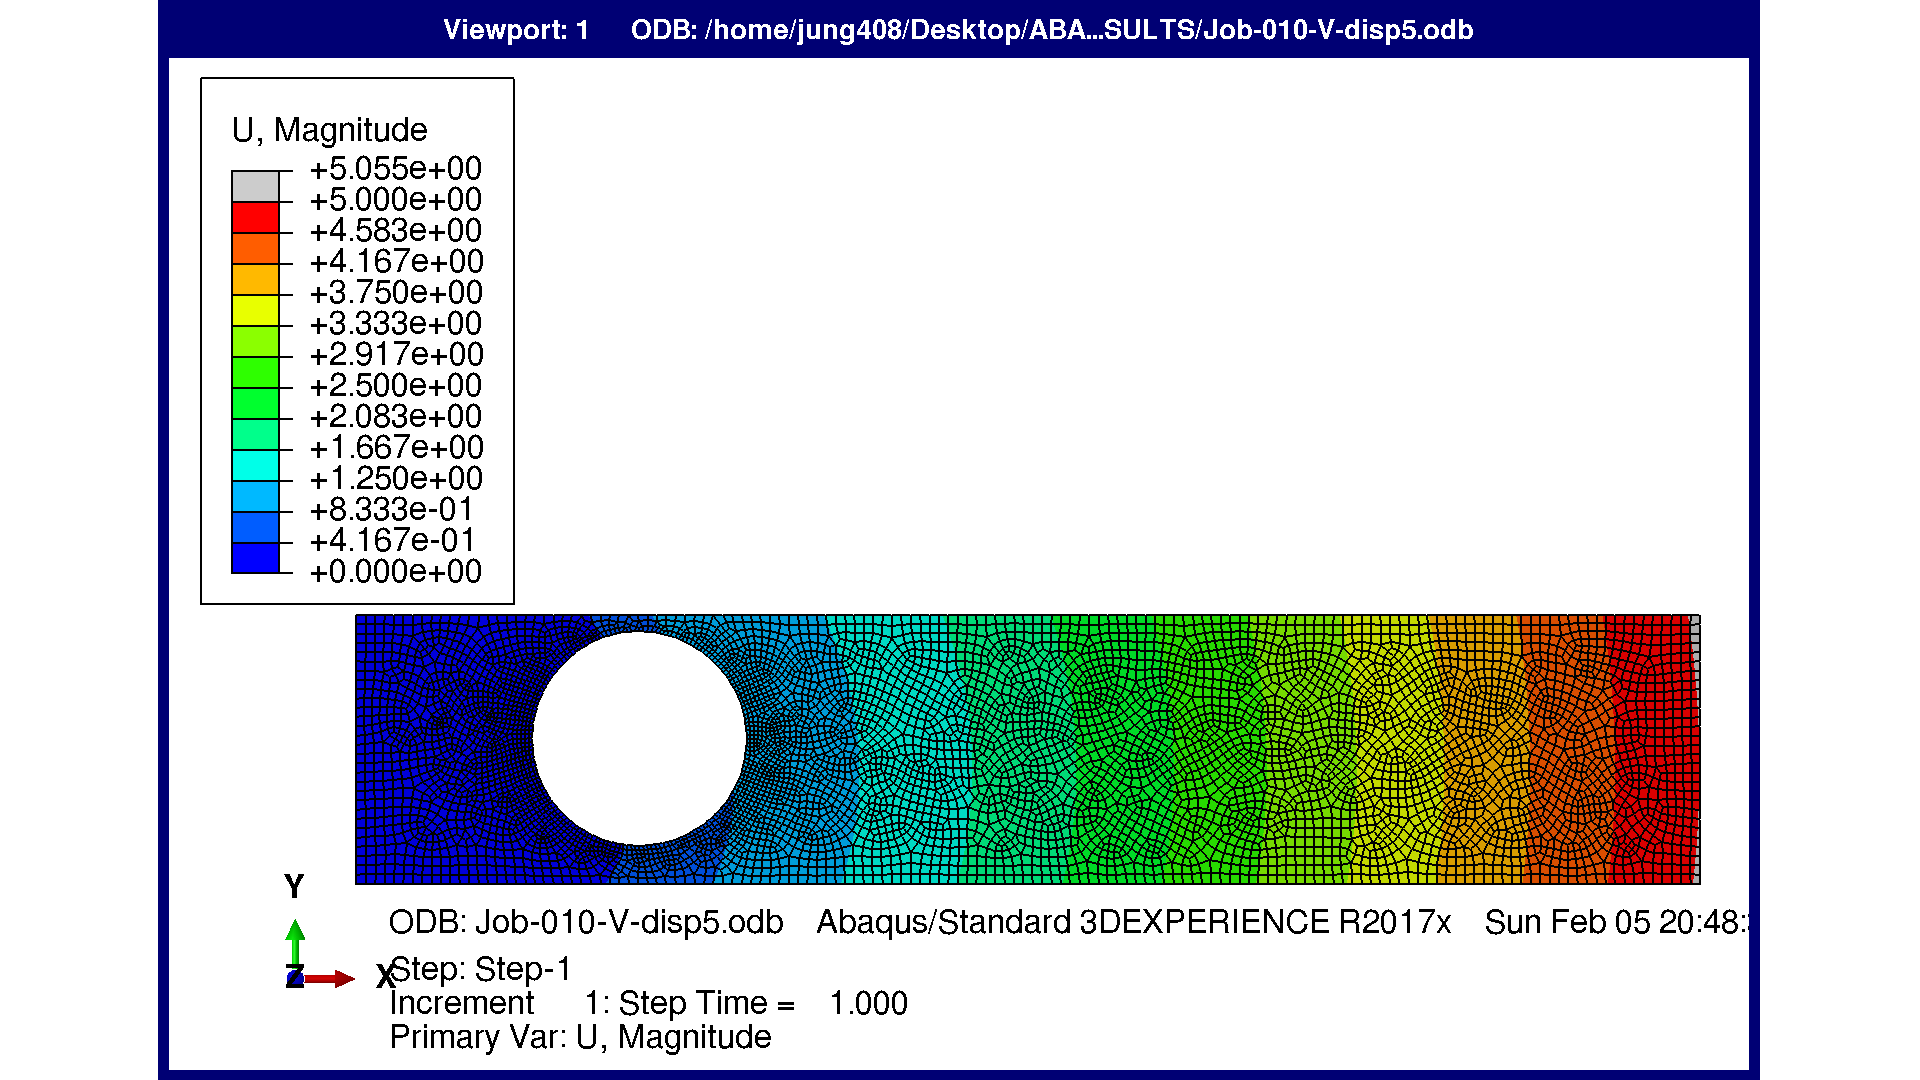 Viewport: 1 ODB: /home/jung408/Desktop/ABA...SULTS/Job-010-V-disp5.odb
U, Magnitude
+5.055e+00
+5.000e+00
+4.583e+00
+4.167e+00
+3.750e+00
+3.333e+00
+2.917e+00
+2.500e+00
+2.083e+00
+1.667e+00
+1.250e+00
+8.333e-01
+4.167e-01
+0.000e+00
Y
Z
X
ODB: Job-010-V-disp5.odb Abaqus/Standard 3DEXPERIENCE R2017x Sun Feb 05 20:48:
Step: Step-1
Increment 1: Step Time = 1.000
Primary Var: U, Magnitude